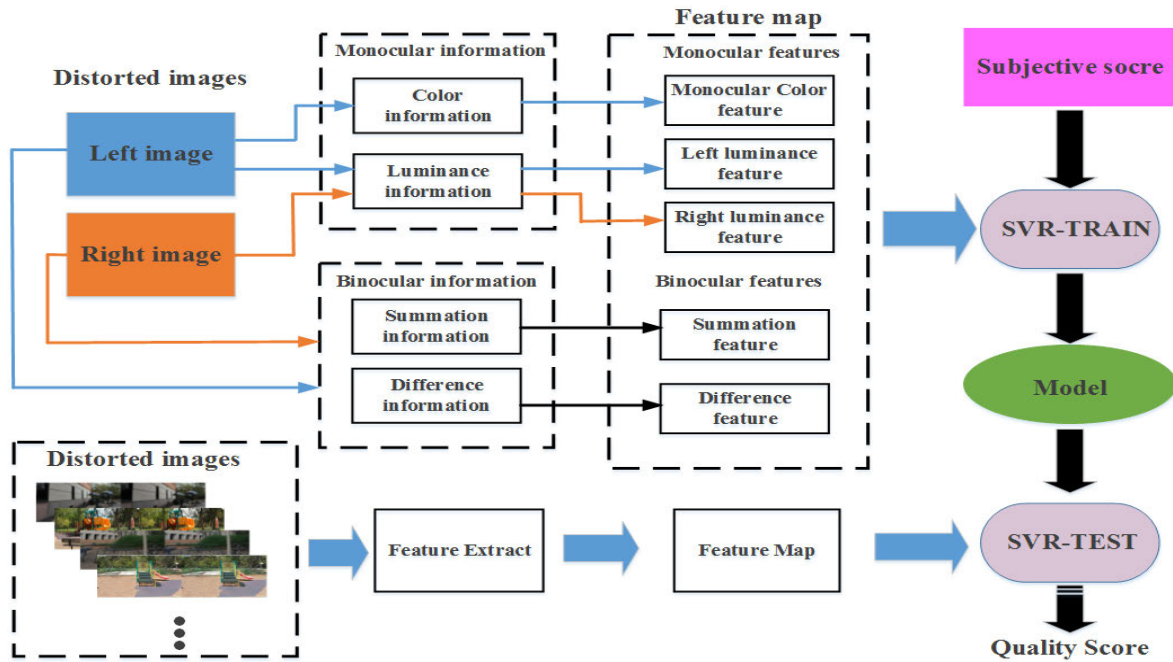 Feature map
Distorted images
Monocular information
Monocular features
Subjective socre
Left image
Color
information
Monocular Color
feature
Luminance
information
Left luminance
feature
Right image
Right luminance
feature
SVR-TRAIN
Binocular information
Binocular features
Summation
information
Summation
feature
Difference
information
Difference
feature
Model
Distorted images
Feature Extract
Feature Map
SVR-TEST
Quality Score